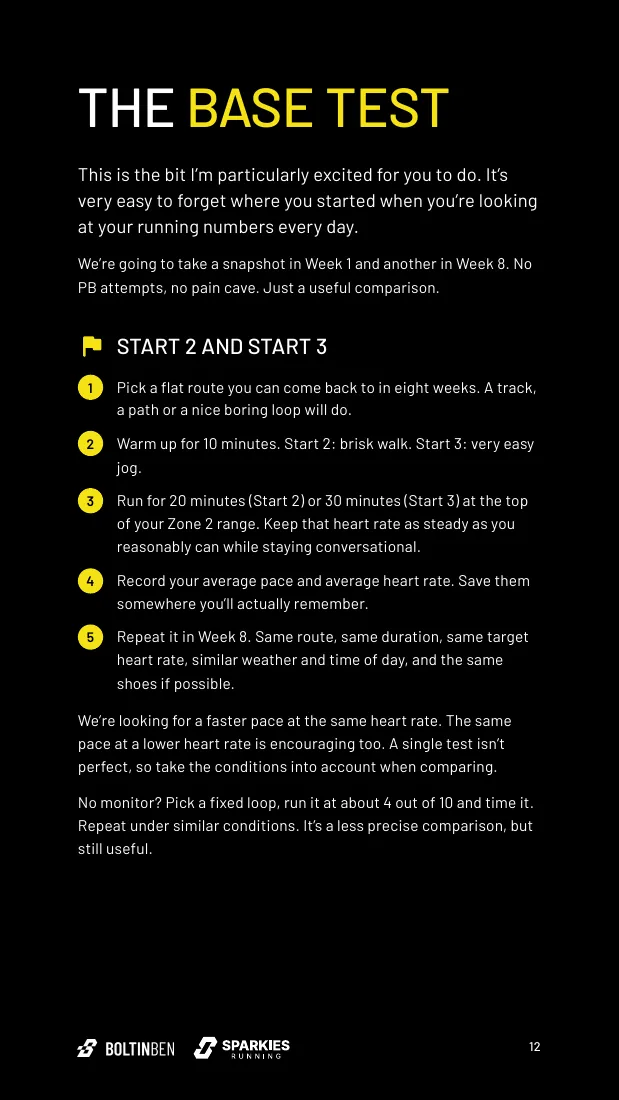 THE BASE TEST
This is the bit I'm particularly excited for you to do. It's
very easy to forget where you started when you're looking
at your running numbers every day.
We're going to take a snapshot in Week 1 and another in Week 8. No
PB attempts, no pain cave. Just a useful comparison.
START 2 AND START 3
1 Pick a flat route you can come back to in eight weeks. A track,
a path or a nice boring loop will do.
2 Warm up for 10 minutes. Start 2: brisk walk. Start 3: very easy
jog.
3 Run for 20 minutes (Start 2) or 30 minutes (Start 3) at the top
of your Zone 2 range. Keep that heart rate as steady as you
reasonably can while staying conversational.
4 Record your average pace and average heart rate. Save them
somewhere you'll actually remember.
5 Repeat it in Week 8. Same route, same duration, same target
heart rate, similar weather and time of day, and the same
shoes if possible.
We're looking for a faster pace at the same heart rate. The same
pace at a lower heart rate is encouraging too. A single test isn't
perfect, so take the conditions into account when comparing.
No monitor? Pick a fixed loop, run it at about 4 out of 10 and time it.
Repeat under similar conditions. It's a less precise comparison, but
still useful.
BOLTINBEN SPARKIES RUNNING 12